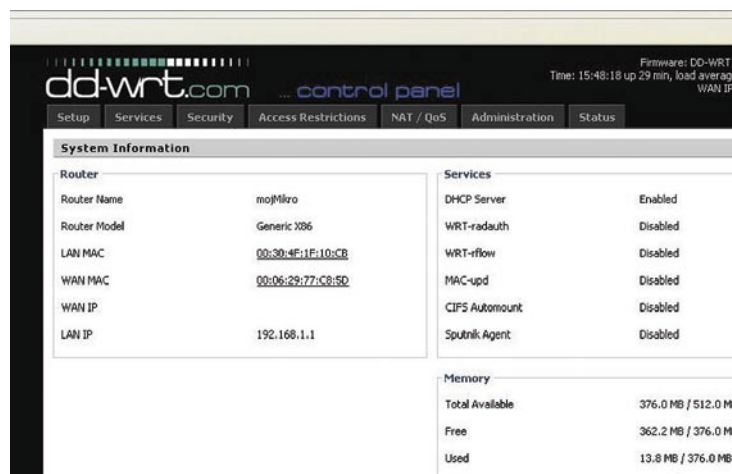 dd-wrt.com ... control panel
Firmware: DD-WRT
Time: 15:48:18 up 29 min, load averag
WAN IP
Setup Services Security Access Restrictions NAT / QoS Administration Status
System Information
Router
Router Name mojMikro
Router Model Generic X86
LAN MAC 00:30:4F:1F:10:CB
WAN MAC 00:06:29:77:C8:5D
WAN IP
LAN IP 192.168.1.1
Services
DHCP Server Enabled
WRT-radauth Disabled
WRT-rflow Disabled
MAC-upd Disabled
CIFS Automount Disabled
Sputnik Agent Disabled
Memory
Total Available 376.0 MB / 512.0 M
Free 362.2 MB / 376.0 M
Used 13.8 MB / 376.0 MB